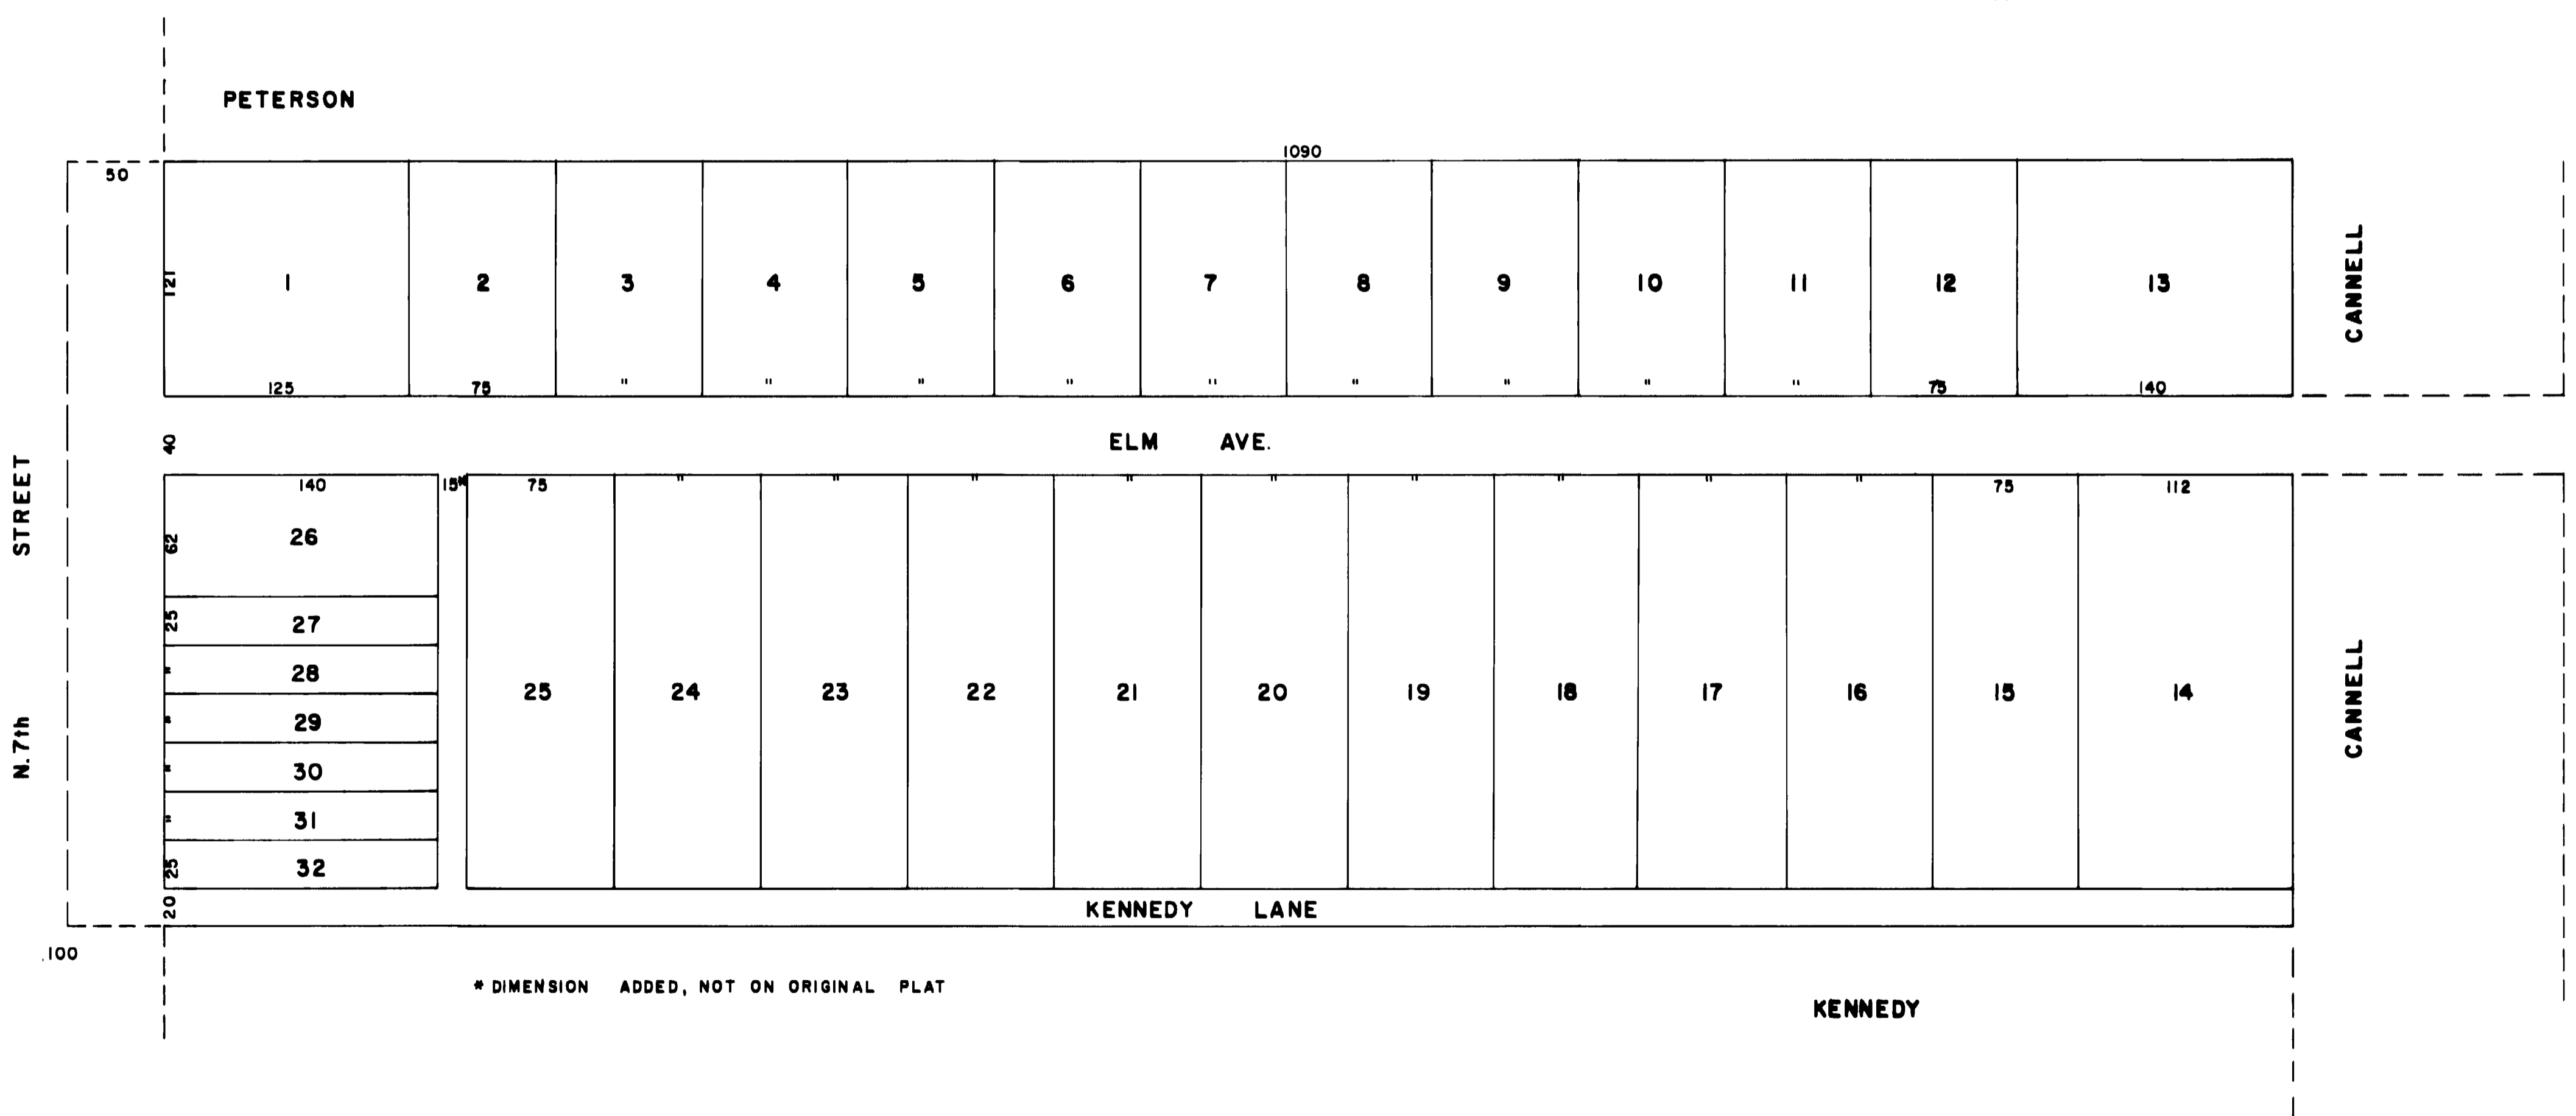 PETERSON
1090
50
121
1 2 3 4 5 6 7 8 9 10 11 12 13
CANNELL
125 75 " " " " " " " " " 75 140
40
ELM AVE.
STREET
N. 7th
140 15* 75 " " " " " " " " " 75 112
62
26
25
27
" 28
" 29
" 30
" 31
25
32
25 24 23 22 21 20 19 18 17 16 15 14
CANNELL
20
KENNEDY LANE
100
* DIMENSION ADDED, NOT ON ORIGINAL PLAT
KENNEDY